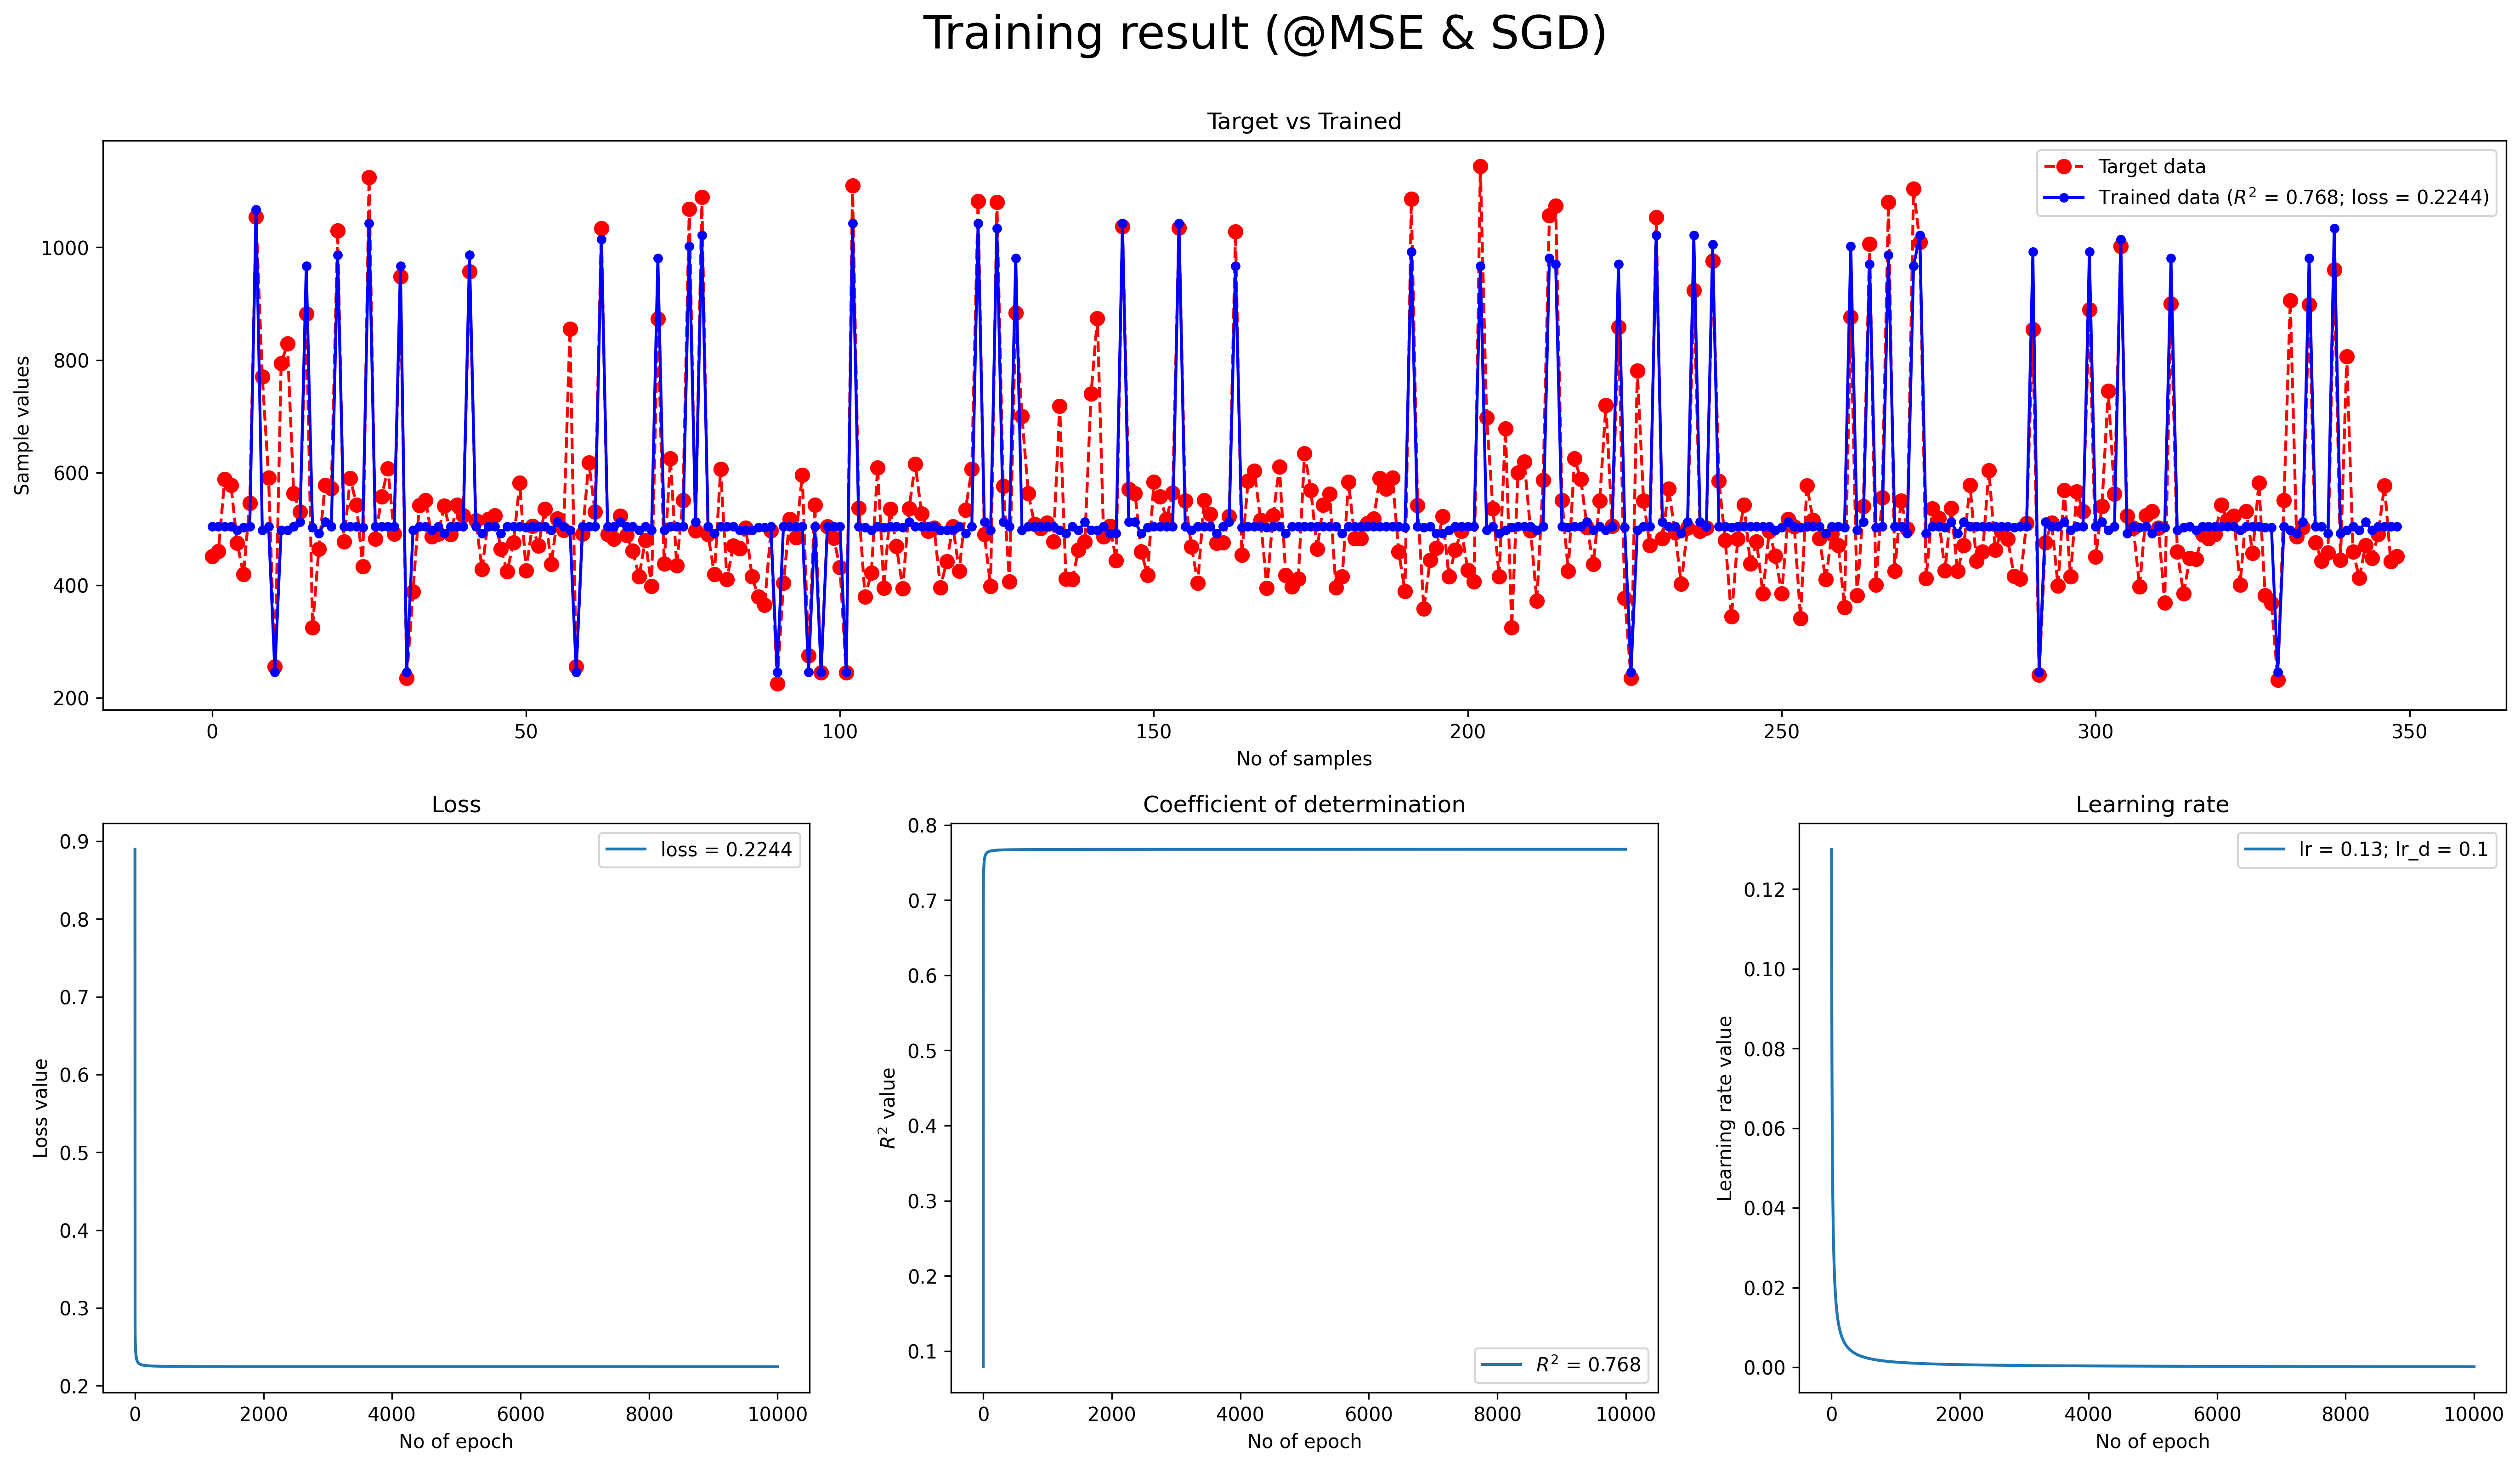 Training result (@MSE & SGD)
Target vs Trained
Target data
Trained data (R² = 0.768; loss = 0.2244)
Sample values
1000
800
600
400
200
0 50 100 150 200 250 300 350
No of samples
Loss
loss = 0.2244
Loss value
0.9
0.8
0.7
0.6
0.5
0.4
0.3
0.2
0 2000 4000 6000 8000 10000
No of epoch
Coefficient of determination
R² value
0.8
0.7
0.6
0.5
0.4
0.3
0.2
0.1
R² = 0.768
0 2000 4000 6000 8000 10000
No of epoch
Learning rate
lr = 0.13; lr_d = 0.1
Learning rate value
0.12
0.10
0.08
0.06
0.04
0.02
0.00
0 2000 4000 6000 8000 10000
No of epoch